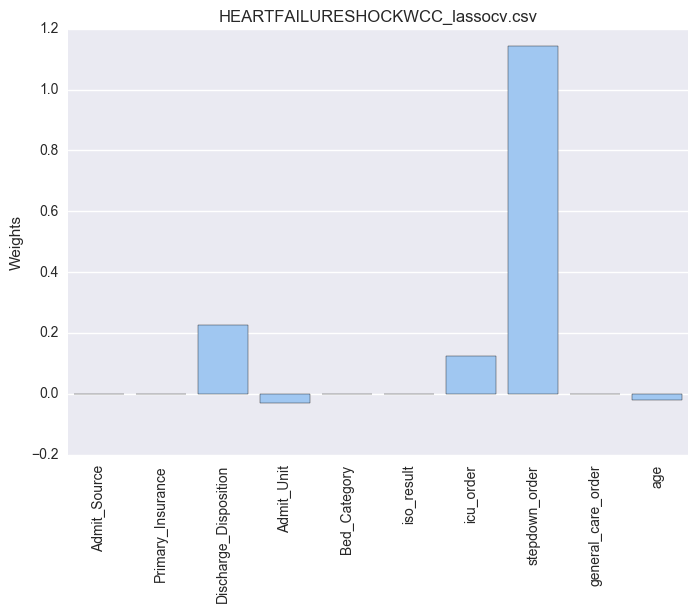 HEARTFAILURESHOCKWCC_lassocv.csv
1.2
1.0
0.8
0.6
0.4
0.2
0.0
−0.2
Weights
Admit_Source
Primary_Insurance
Discharge_Disposition
Admit_Unit
Bed_Category
iso_result
icu_order
stepdown_order
general_care_order
age